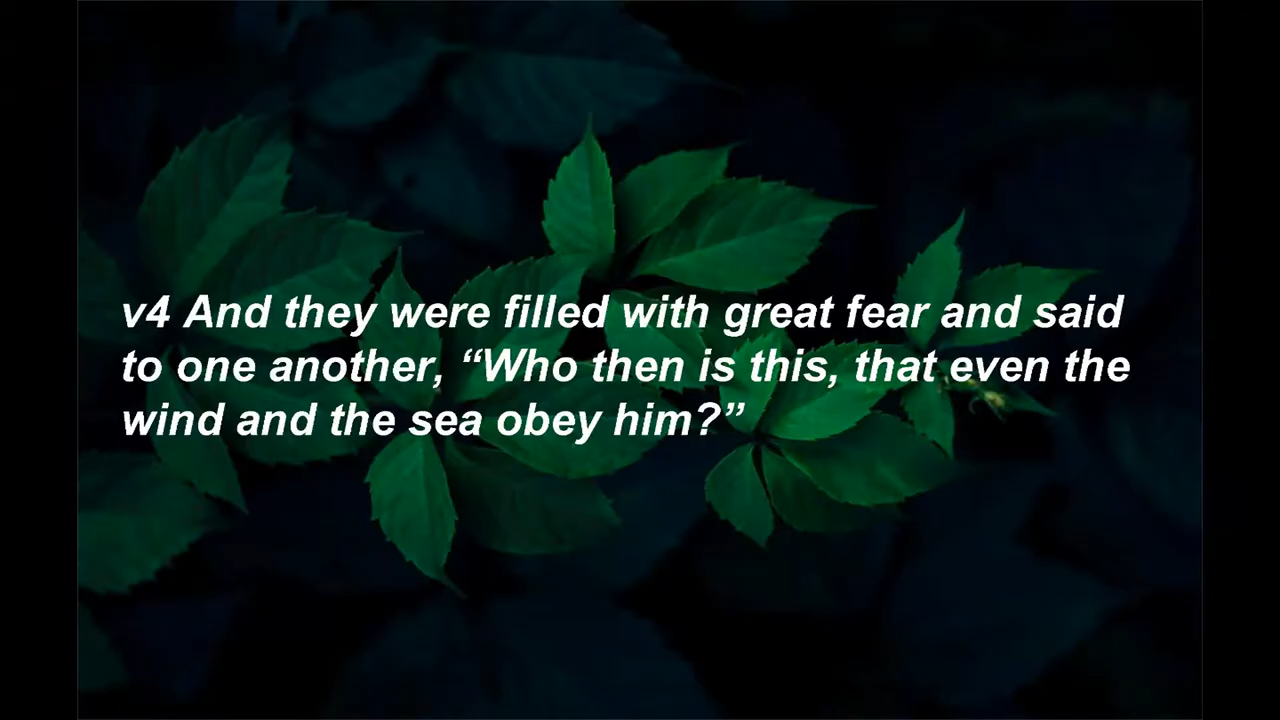 v4 And they were filled with great fear and said
to one another, “Who then is this, that even the
wind and the sea obey him?”